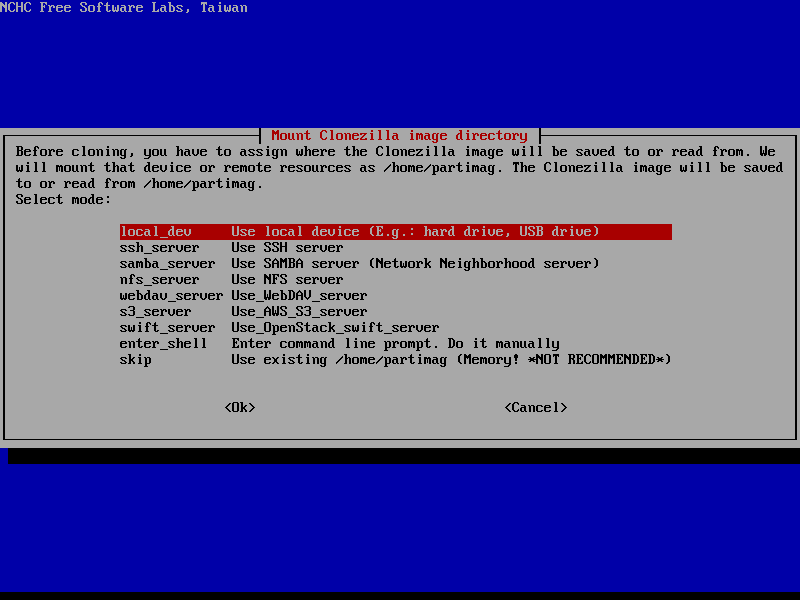 NCHC Free Software Labs, Taiwan
Mount Clonezilla image directory
Before cloning, you have to assign where the Clonezilla image will be saved to or read from. We
will mount that device or remote resources as /home/partimag. The Clonezilla image will be saved
to or read from /home/partimag.
Select mode:
local_dev Use local device (E.g.: hard drive, USB drive)
ssh_server Use SSH server
samba_server Use SAMBA server (Network Neighborhood server)
nfs_server Use NFS server
webdav_server Use_WebDAV_server
s3_server Use_AWS_S3_server
swift_server Use_OpenStack_swift_server
enter_shell Enter command line prompt. Do it manually
skip Use existing /home/partimag (Memory! *NOT RECOMMENDED*)
<Ok> <Cancel>